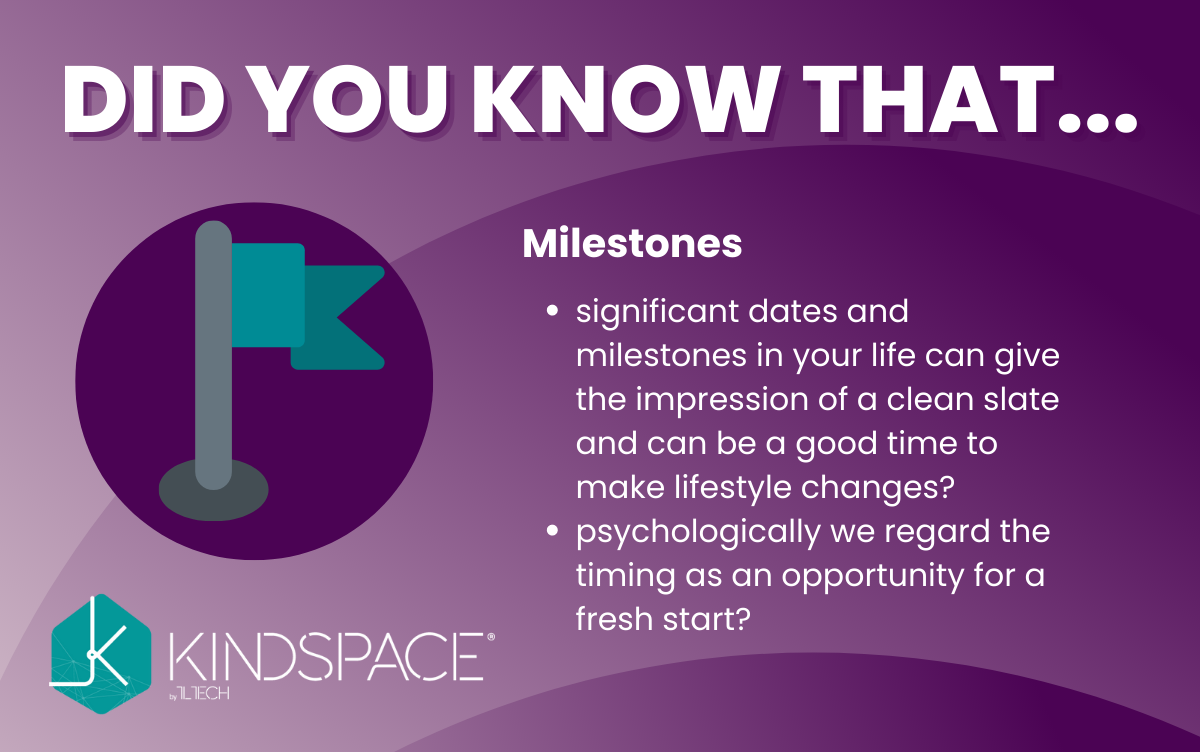 DID YOU KNOW THAT...
Milestones
• significant dates and
milestones in your life can give
the impression of a clean slate
and can be a good time to
make lifestyle changes?
• psychologically we regard the
timing as an opportunity for a
fresh start?
KINDSPACE®
by TLTECH